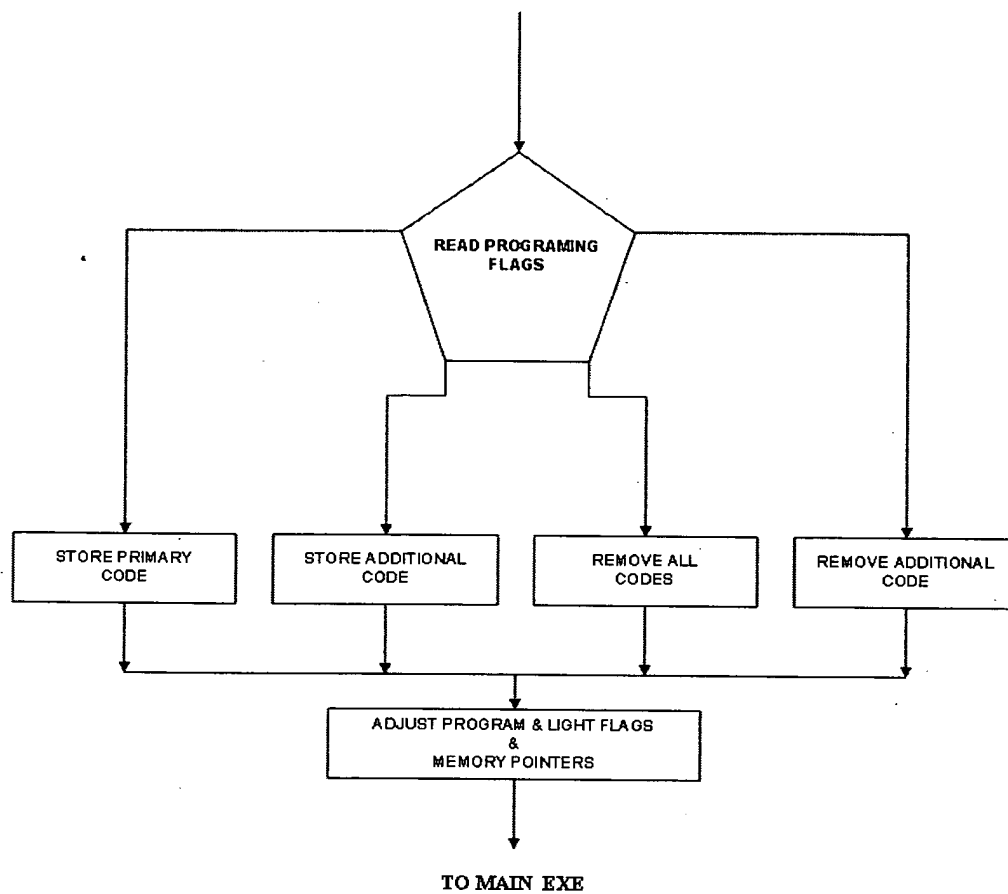 READ PROGRAMING
FLAGS
STORE PRIMARY
CODE
STORE ADDITIONAL
CODE
REMOVE ALL
CODES
REMOVE ADDITIONAL
CODE
ADJUST PROGRAM & LIGHT FLAGS
&
MEMORY POINTERS
TO MAIN EXE